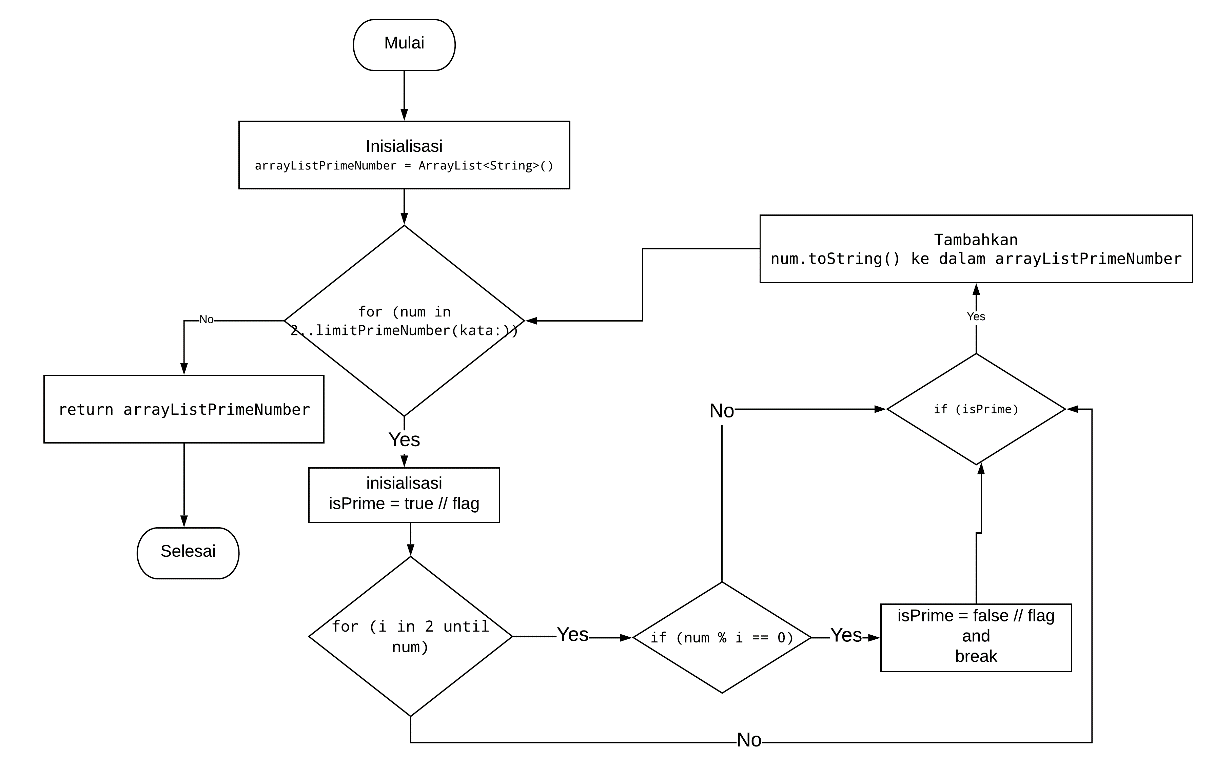 Mulai
Inisialisasi
arrayListPrimeNumber = ArrayList<String>()
Tambahkan
num.toString() ke dalam arrayListPrimeNumber
for (num in
2..limitPrimeNumber(kata:))
No
Yes
return arrayListPrimeNumber
if (isPrime)
No
Yes
inisialisasi
isPrime = true // flag
Selesai
for (i in 2 until
num)
Yes
if (num % i == 0)
Yes
isPrime = false // flag
and
break
No